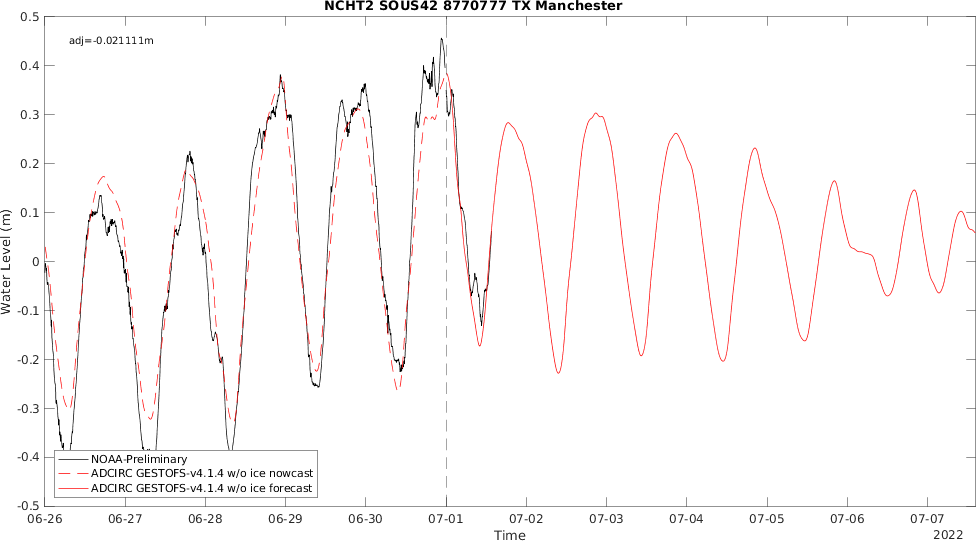 NCHT2 SOUS42 8770777 TX Manchester
0.5
adj=-0.021111m
0.4
0.3
0.2
0.1
0
-0.1
-0.2
-0.3
-0.4
-0.5
Water Level (m)
NOAA-Preliminary
ADCIRC GESTOFS-v4.1.4 w/o ice nowcast
ADCIRC GESTOFS-v4.1.4 w/o ice forecast
06-26 06-27 06-28 06-29 06-30 07-01 07-02 07-03 07-04 07-05 07-06 07-07
Time
2022